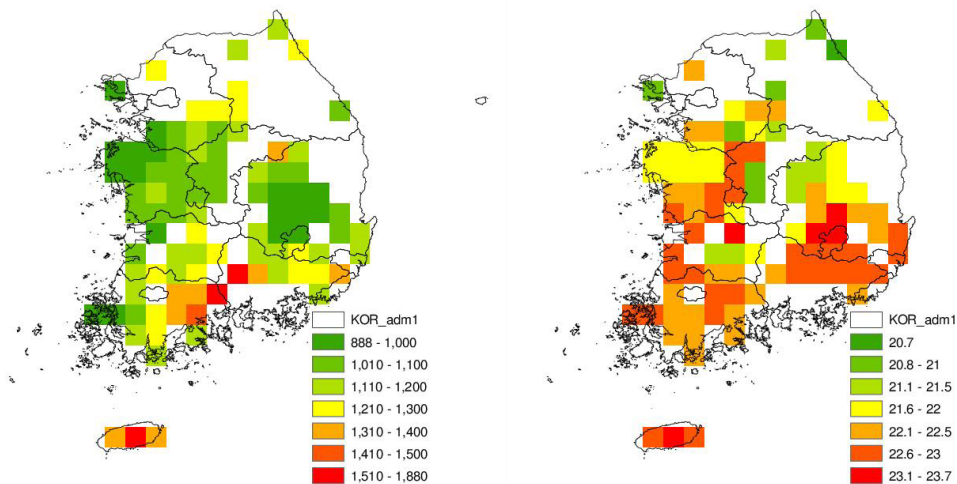 KOR_adm1
888 - 1,000
1,010 - 1,100
1,110 - 1,200
1,210 - 1,300
1,310 - 1,400
1,410 - 1,500
1,510 - 1,880
KOR_adm1
20.7
20.8 - 21
21.1 - 21.5
21.6 - 22
22.1 - 22.5
22.6 - 23
23.1 - 23.7